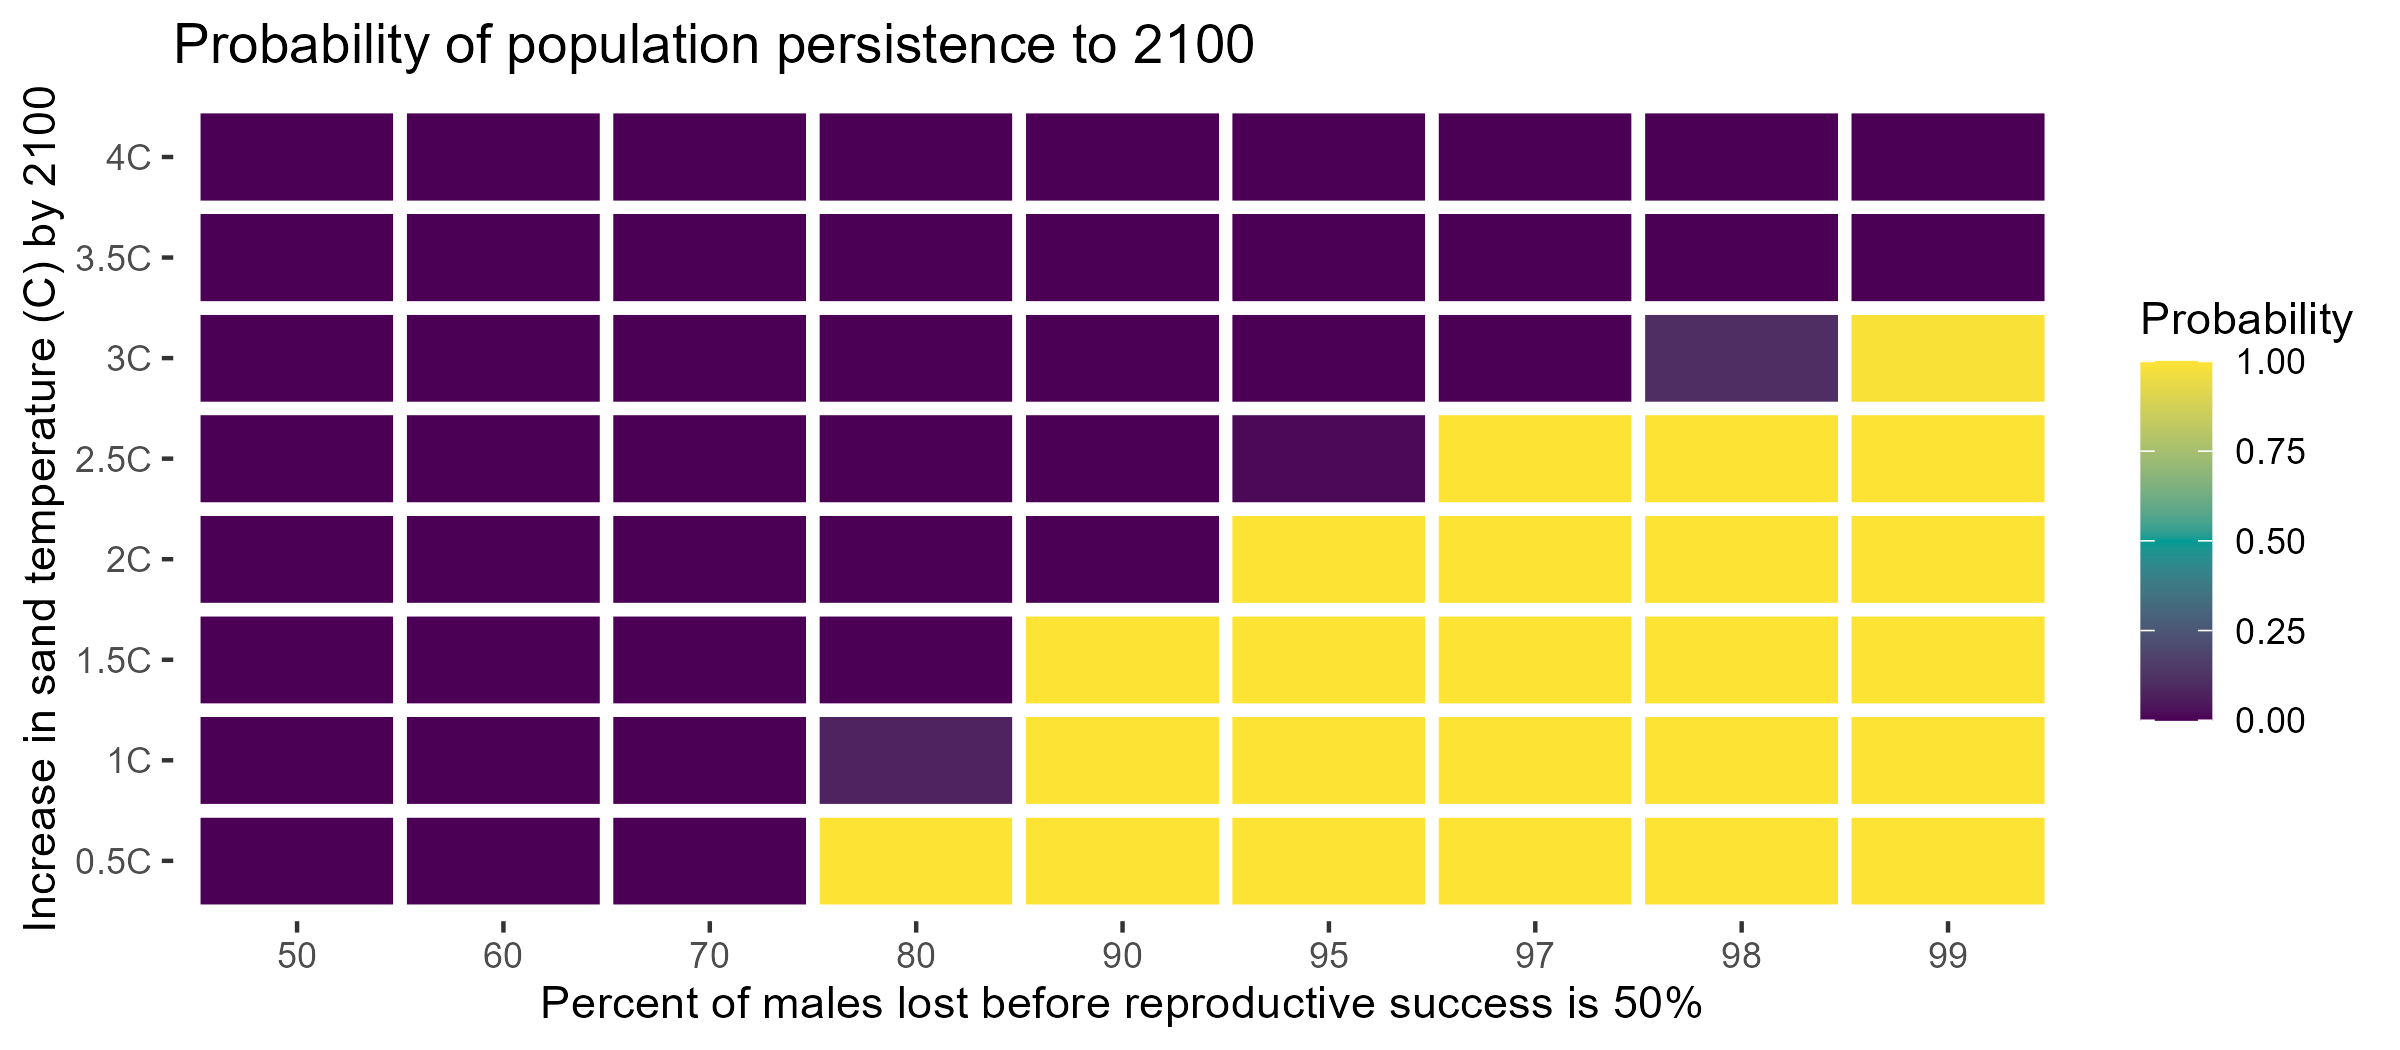 Probability of population persistence to 2100
Increase in sand temperature (C) by 2100
4C
3.5C
3C
2.5C
2C
1.5C
1C
0.5C
50 60 70 80 90 95 97 98 99
Percent of males lost before reproductive success is 50%
Probability
1.00
0.75
0.50
0.25
0.00